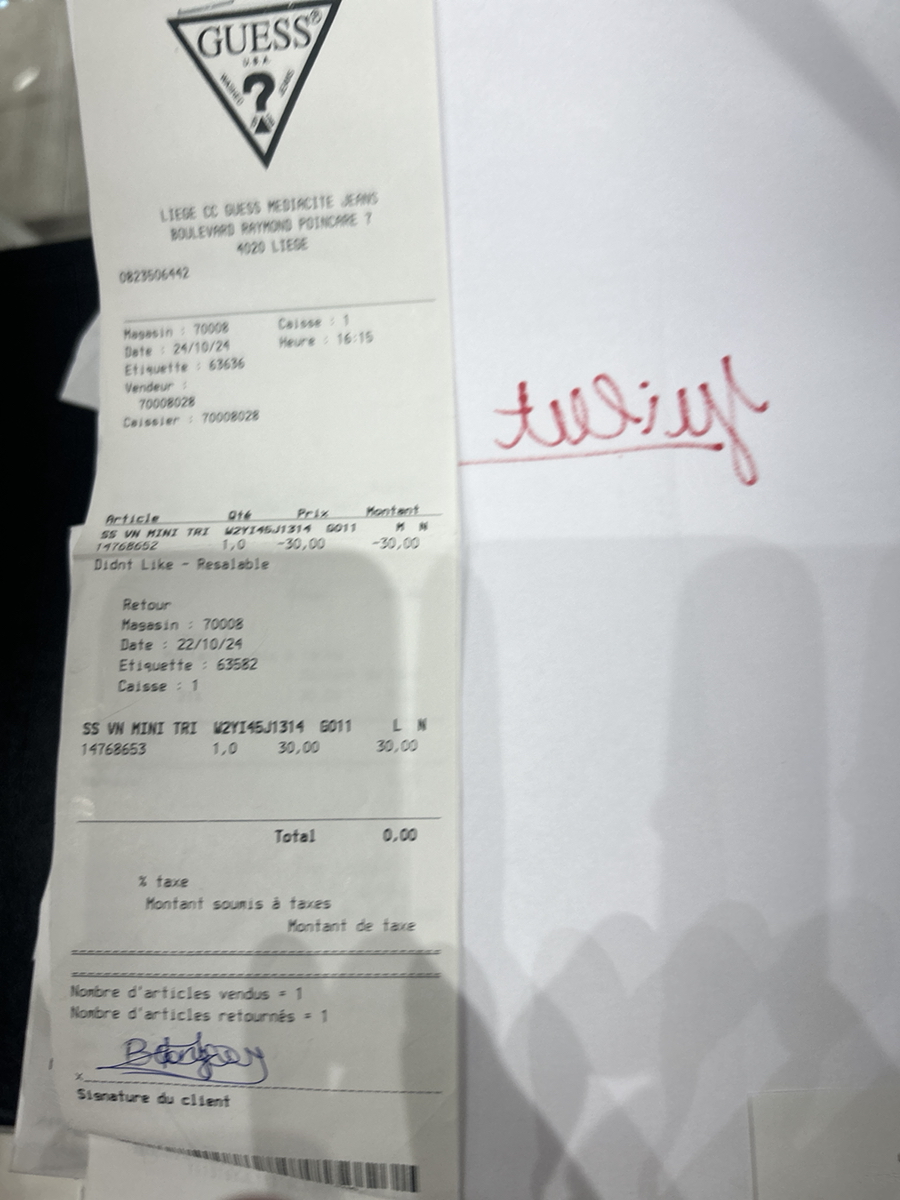 GUESS®
U.S.A.
WASHED JEANS
?
LIEGE CC GUESS MEDIACITE JEANS
BOULEVARD RAYMOND POINCARE 7
4020 LIEGE
0823506442
Magasin : 70008 Caisse : 1
Date : 24/10/24 Heure : 16:15
Etiquette : 63636
Vendeur :
70008028
Caissier : 70008028
Article Qté Prix Montant
SS VN MINI TRI W2YI45J1314 G011 M N
14768652 1,0 -30,00 -30,00
Didnt Like - Resalable
Retour
Magasin : 70008
Date : 22/10/24
Etiquette : 63582
Caisse : 1
SS VN MINI TRI W2YI45J1314 G011 L N
14768653 1,0 30,00 30,00
Total 0,00
% taxe
Montant soumis à taxes
Montant de taxe
Nombre d'articles vendus = 1
Nombre d'articles retournés = 1
x
Signature du client